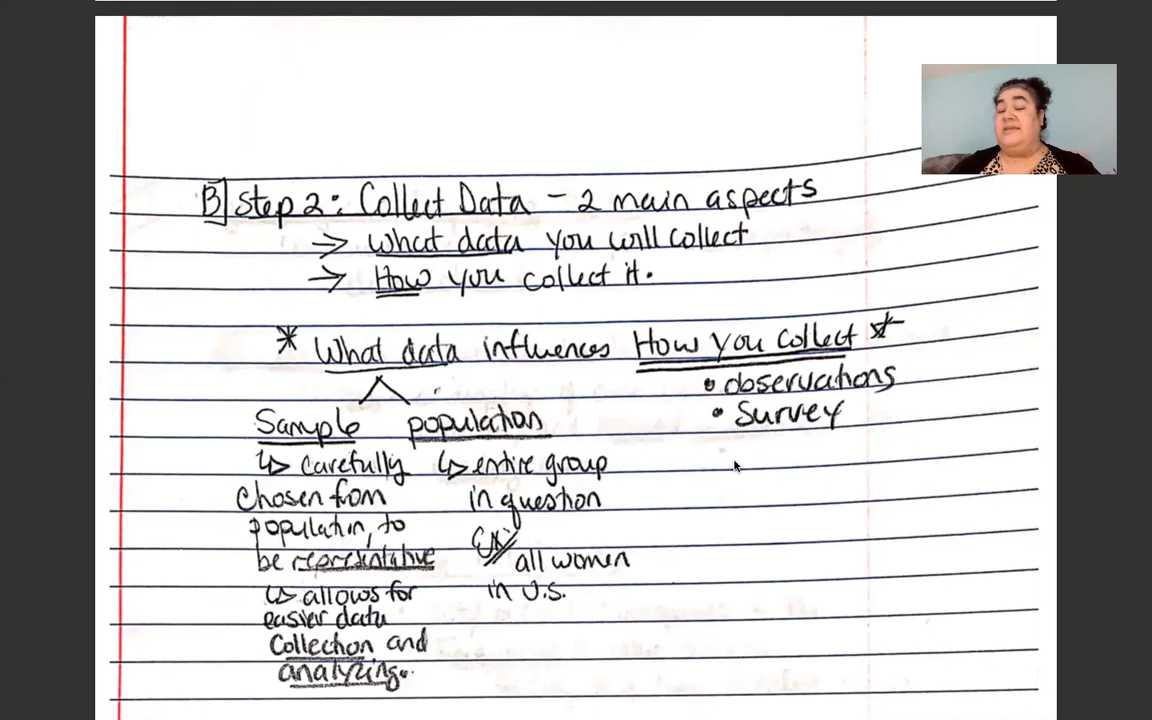 B] Step 2: Collect Data - 2 main aspects
→ What data you will collect
→ How you collect it.
* What data influences How you collect *
• observations
• Survey
Sample
↳ carefully
chosen from
populatin, to
be representative
↳ allows for
easier data
collection and
analyzing.
population
↳ entire group
in question
Ex:
all women
in U.S.